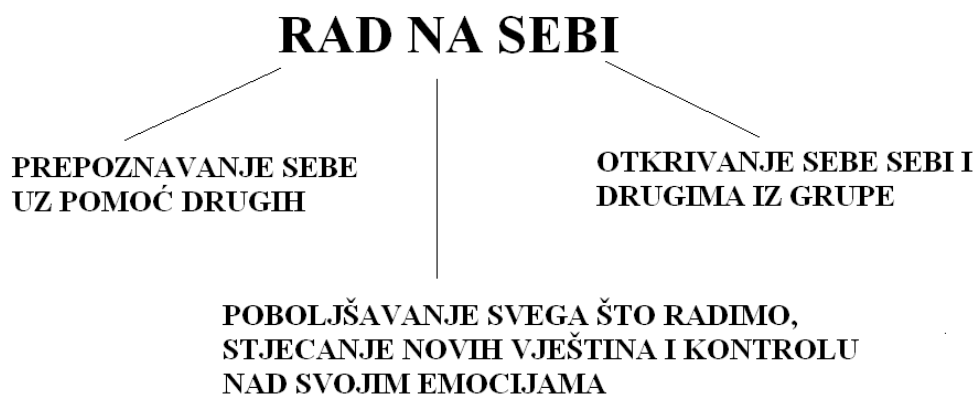 RAD NA SEBI
PREPOZNAVANJE SEBE
UZ POMOĆ DRUGIH
OTKRIVANJE SEBE SEBI I
DRUGIMA IZ GRUPE
POBOLJŠAVANJE SVEGA ŠTO RADIMO,
STJECANJE NOVIH VJEŠTINA I KONTROLU
NAD SVOJIM EMOCIJAMA